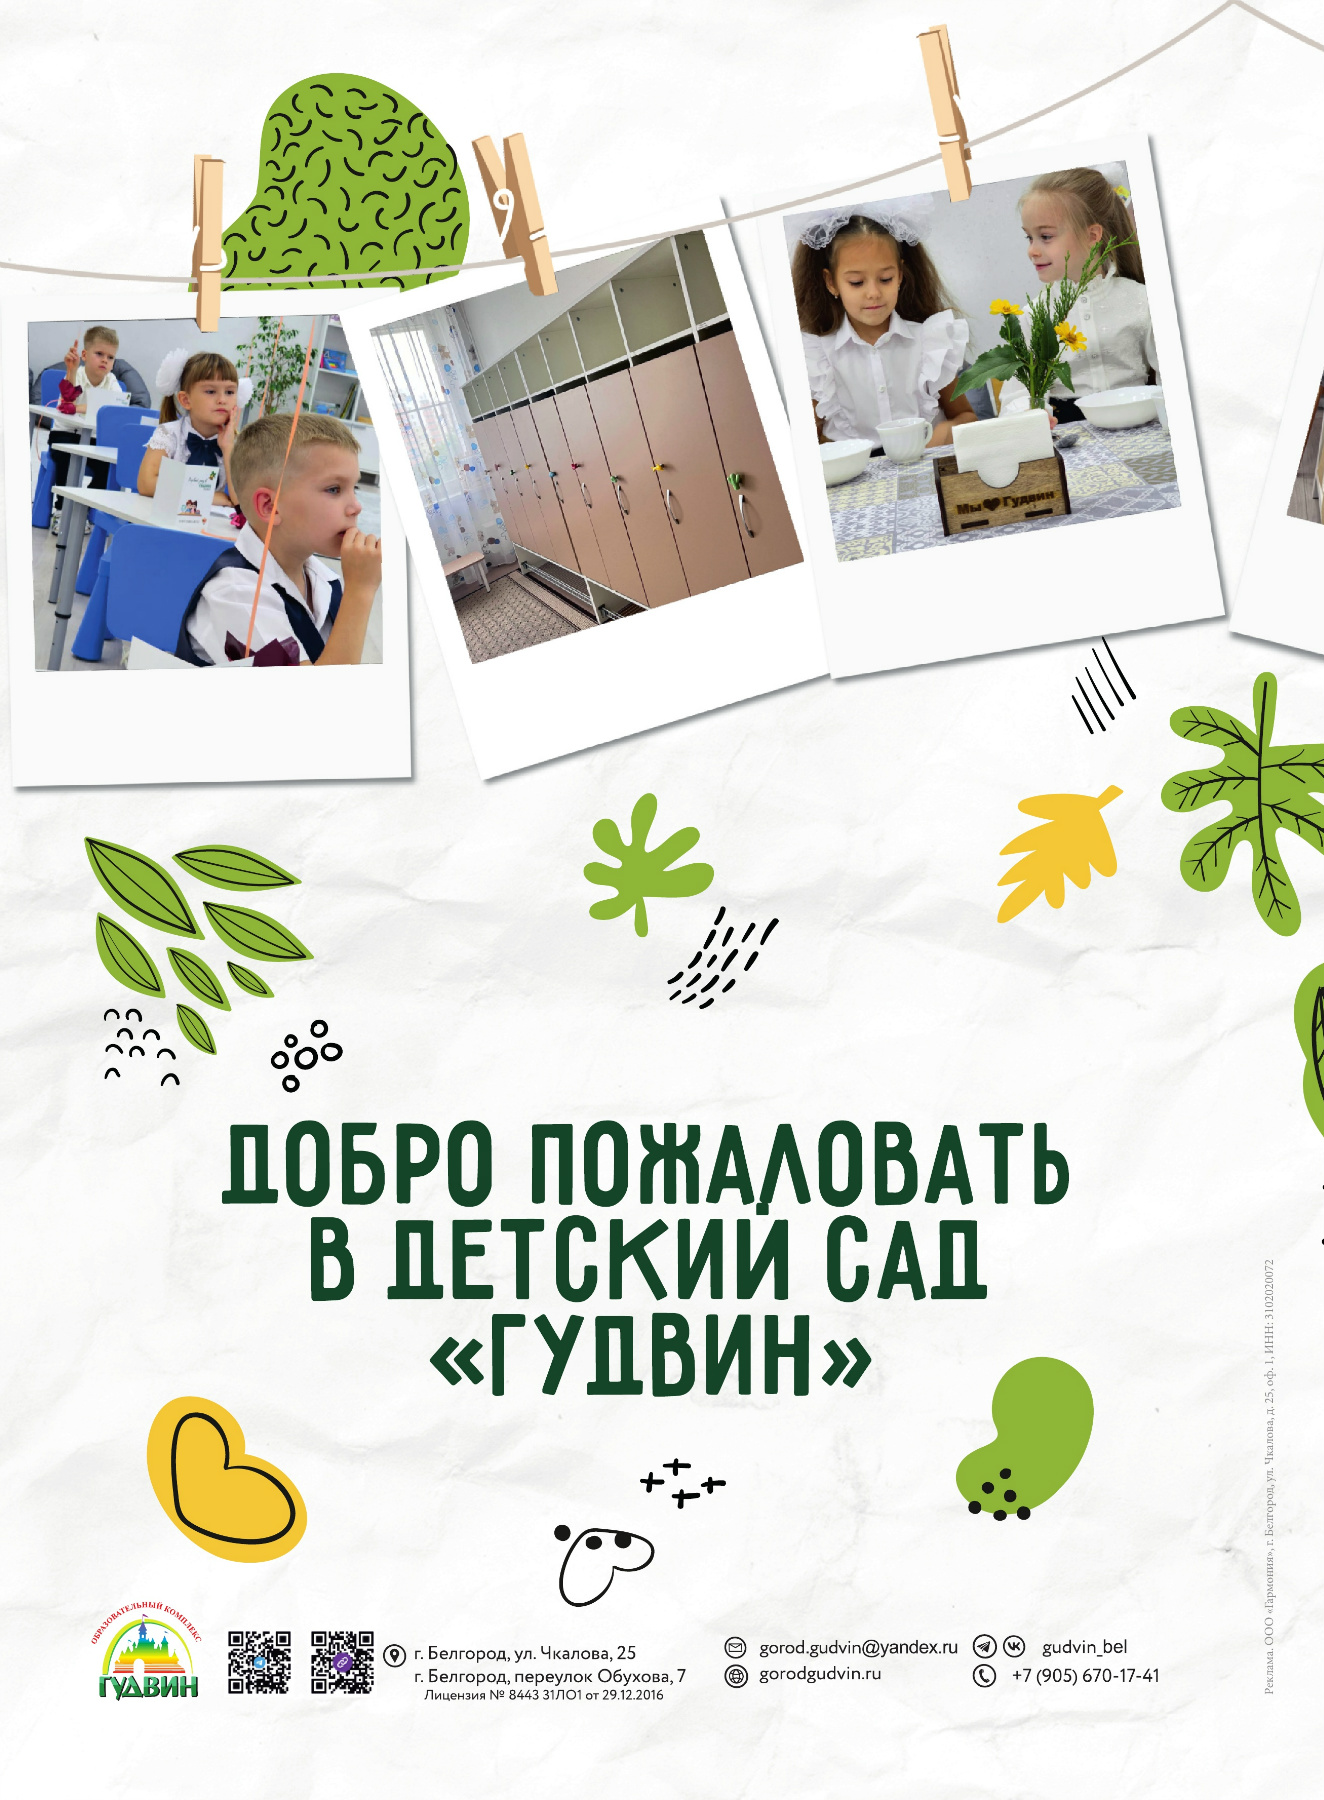 Мы Гудвин
ДОБРО ПОЖАЛОВАТЬ
В ДЕТСКИЙ САД
«ГУДВИН»
ОБРАЗОВАТЕЛЬНЫЙ КОМПЛЕКС
ГУДВИН
г. Белгород, ул. Чкалова, 25
г. Белгород, переулок Обухова, 7
Лицензия № 8443 31ЛО1 от 29.12.2016
gorod.gudvin@yandex.ru
gorodgudvin.ru
gudvin_bel
+7 (905) 670-17-41
Реклама. ООО «Гармония», г. Белгород, ул. Чкалова, д. 25, оф. 1, ИНН: 3102020072